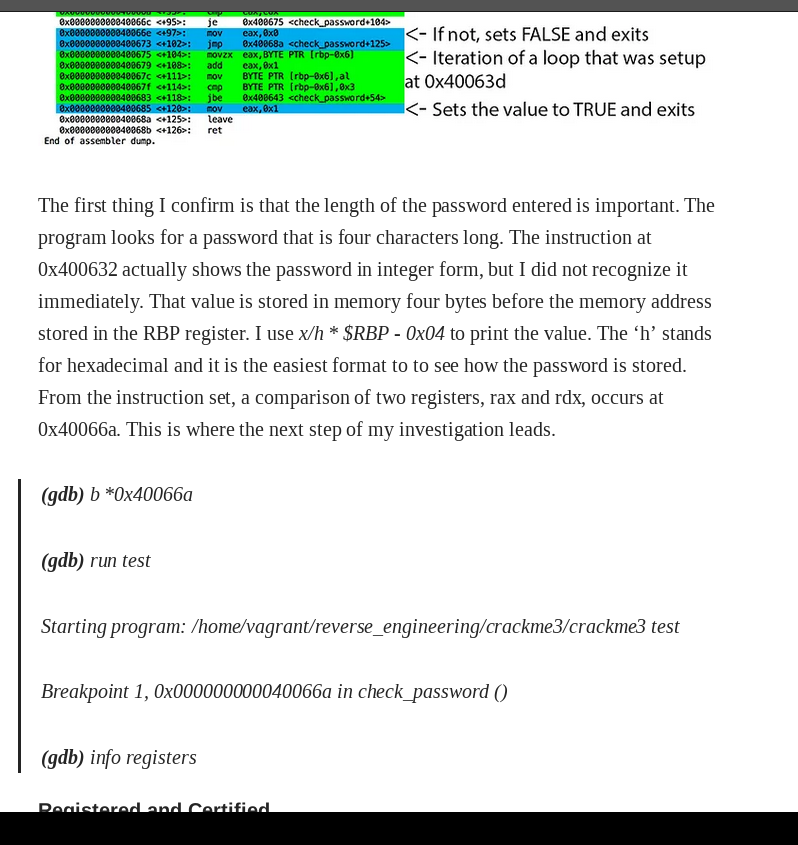 0x000000000040066c <+95>: je 0x400675 <check_password+104>
0x000000000040066e <+97>: mov eax,0x0
0x0000000000400673 <+102>: jmp 0x40068a <check_password+125>
0x0000000000400675 <+104>: movzx eax,BYTE PTR [rbp-0x6]
0x0000000000400679 <+108>: add eax,0x1
0x000000000040067c <+111>: mov BYTE PTR [rbp-0x6],al
0x000000000040067f <+114>: cmp BYTE PTR [rbp-0x6],0x3
0x0000000000400683 <+118>: jbe 0x400643 <check_password+54>
0x0000000000400685 <+120>: mov eax,0x1
0x000000000040068a <+125>: leave
0x000000000040068b <+126>: ret
End of assembler dump.
<- If not, sets FALSE and exits
<- Iteration of a loop that was setup
at 0x40063d
<- Sets the value to TRUE and exits
The first thing I confirm is that the length of the password entered is important. The
program looks for a password that is four characters long. The instruction at
0x400632 actually shows the password in integer form, but I did not recognize it
immediately. That value is stored in memory four bytes before the memory address
stored in the RBP register. I use x/h * $RBP - 0x04 to print the value. The ‘h’ stands
for hexadecimal and it is the easiest format to to see how the password is stored.
From the instruction set, a comparison of two registers, rax and rdx, occurs at
0x40066a. This is where the next step of my investigation leads.
(gdb) b *0x40066a
(gdb) run test
Starting program: /home/vagrant/reverse_engineering/crackme3/crackme3 test
Breakpoint 1, 0x000000000040066a in check_password ()
(gdb) info registers
Registered and Certified